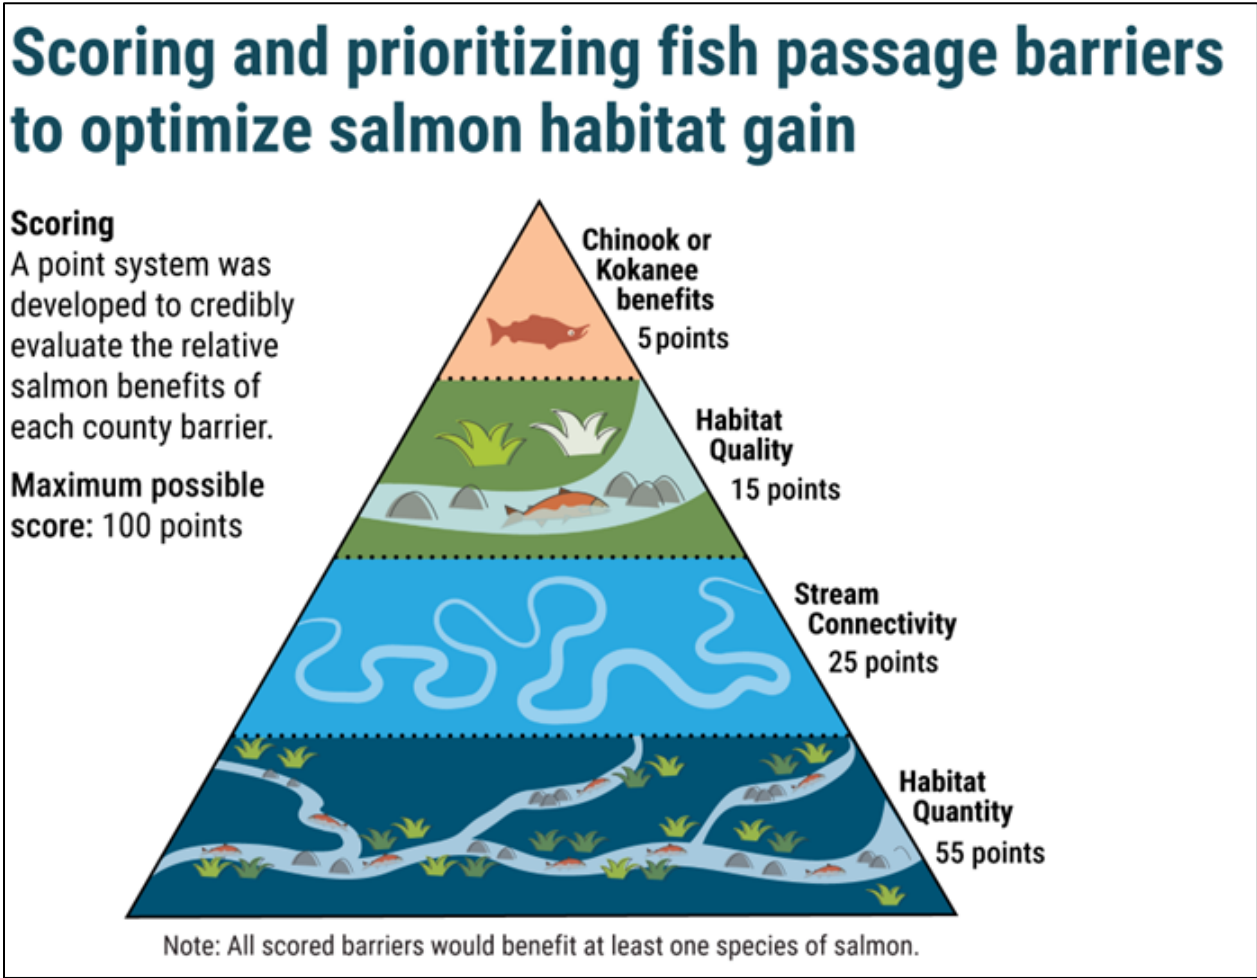 Scoring and prioritizing fish passage barriers
to optimize salmon habitat gain
Scoring
A point system was
developed to credibly
evaluate the relative
salmon benefits of
each county barrier.
Maximum possible
score: 100 points
Chinook or
Kokanee
benefits
5 points
Habitat
Quality
15 points
Stream
Connectivity
25 points
Habitat
Quantity
55 points
Note: All scored barriers would benefit at least one species of salmon.